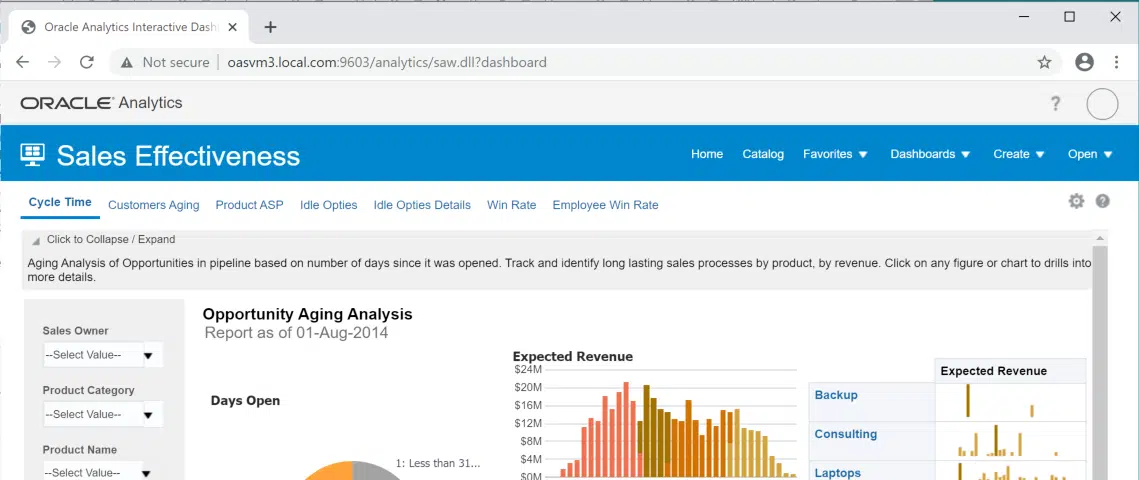 Oracle Analytics Interactive Dash
Not secure | oasvm3.local.com:9603/analytics/saw.dll?dashboard
ORACLE® Analytics
?
Sales Effectiveness
Home Catalog Favorites Dashboards Create Open
Cycle Time Customers Aging Product ASP Idle Opties Idle Opties Details Win Rate Employee Win Rate
?
Click to Collapse / Expand
Aging Analysis of Opportunities in pipeline based on number of days since it was opened. Track and identify long lasting sales processes by product, by revenue. Click on any figure or chart to drills into
more details.
Sales Owner
--Select Value--
Product Category
--Select Value--
Product Name
--Select Value--
Opportunity Aging Analysis
Report as of 01-Aug-2014
Days Open
1: Less than 31...
Expected Revenue
$24M
$20M
$16M
$12M
$8M
$4M
$0M
Expected Revenue
Backup
Consulting
Laptops